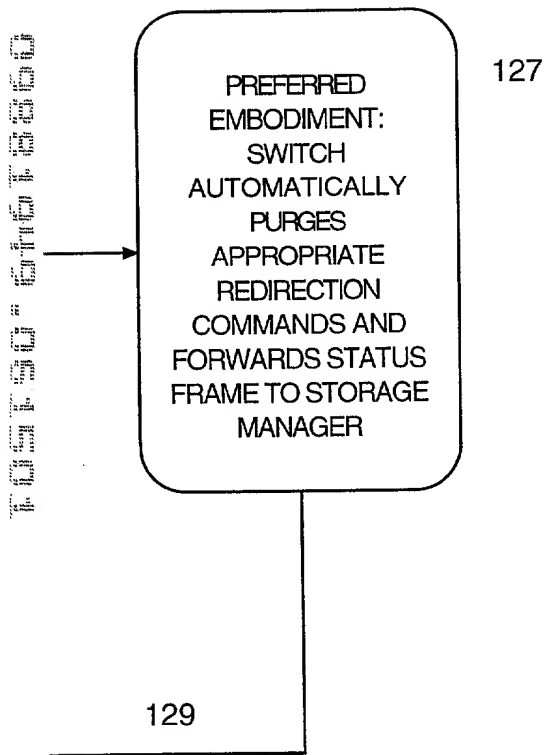 PREFERRED
EMBODIMENT:
SWITCH
AUTOMATICALLY
PURGES
APPROPRIATE
REDIRECTION
COMMANDS AND
FORWARDS STATUS
FRAME TO STORAGE
MANAGER
127
129